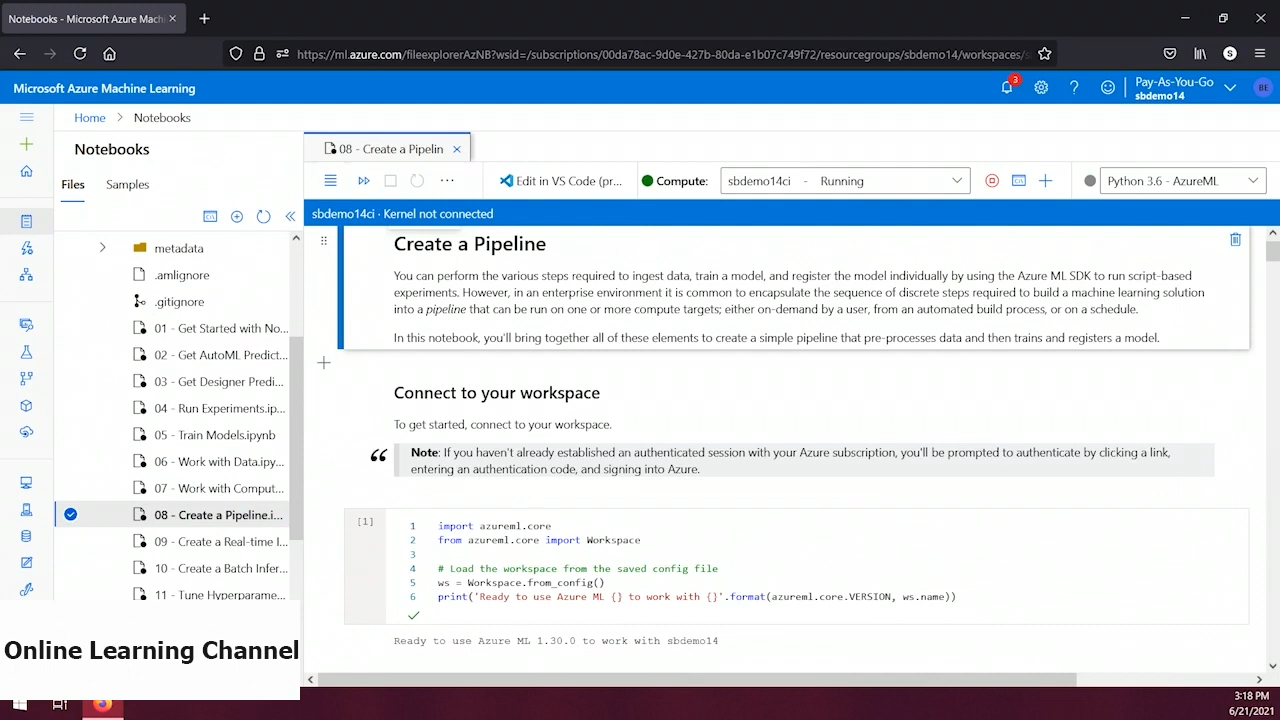 Notebooks - Microsoft Azure Machi
https://ml.azure.com/fileexplorerAzNB?wsid=/subscriptions/00da78ac-9d0e-427b-80da-e1b07c749f72/resourcegroups/sbdemo14/workspaces/
S
Microsoft Azure Machine Learning
3
Pay-As-You-Go
sbdemo14
BE
Home > Notebooks
Notebooks
Files
Samples
metadata
.amlignore
.gitignore
01 - Get Started with No...
02 - Get AutoML Predict...
03 - Get Designer Predi...
04 - Run Experiments.ip...
05 - Train Models.ipynb
06 - Work with Data.ipy...
07 - Work with Comput...
08 - Create a Pipeline.i...
09 - Create a Real-time I...
10 - Create a Batch Infer...
11 - Tune Hyperparame...
Online Learning Channel
08 - Create a Pipelin
Edit in VS Code (pr...
Compute:
sbdemo14ci - Running
Python 3.6 - AzureML
sbdemo14ci · Kernel not connected
Create a Pipeline
You can perform the various steps required to ingest data, train a model, and register the model individually by using the Azure ML SDK to run script-based
experiments. However, in an enterprise environment it is common to encapsulate the sequence of discrete steps required to build a machine learning solution
into a pipeline that can be run on one or more compute targets; either on-demand by a user, from an automated build process, or on a schedule.
In this notebook, you'll bring together all of these elements to create a simple pipeline that pre-processes data and then trains and registers a model.
Connect to your workspace
To get started, connect to your workspace.
Note: If you haven't already established an authenticated session with your Azure subscription, you'll be prompted to authenticate by clicking a link,
entering an authentication code, and signing into Azure.
[1]
1 import azureml.core
2 from azureml.core import Workspace
3
4 # Load the workspace from the saved config file
5 ws = Workspace.from_config()
6 print('Ready to use Azure ML {} to work with {}'.format(azureml.core.VERSION, ws.name))
Ready to use Azure ML 1.30.0 to work with sbdemo14
3:18 PM
6/21/2021